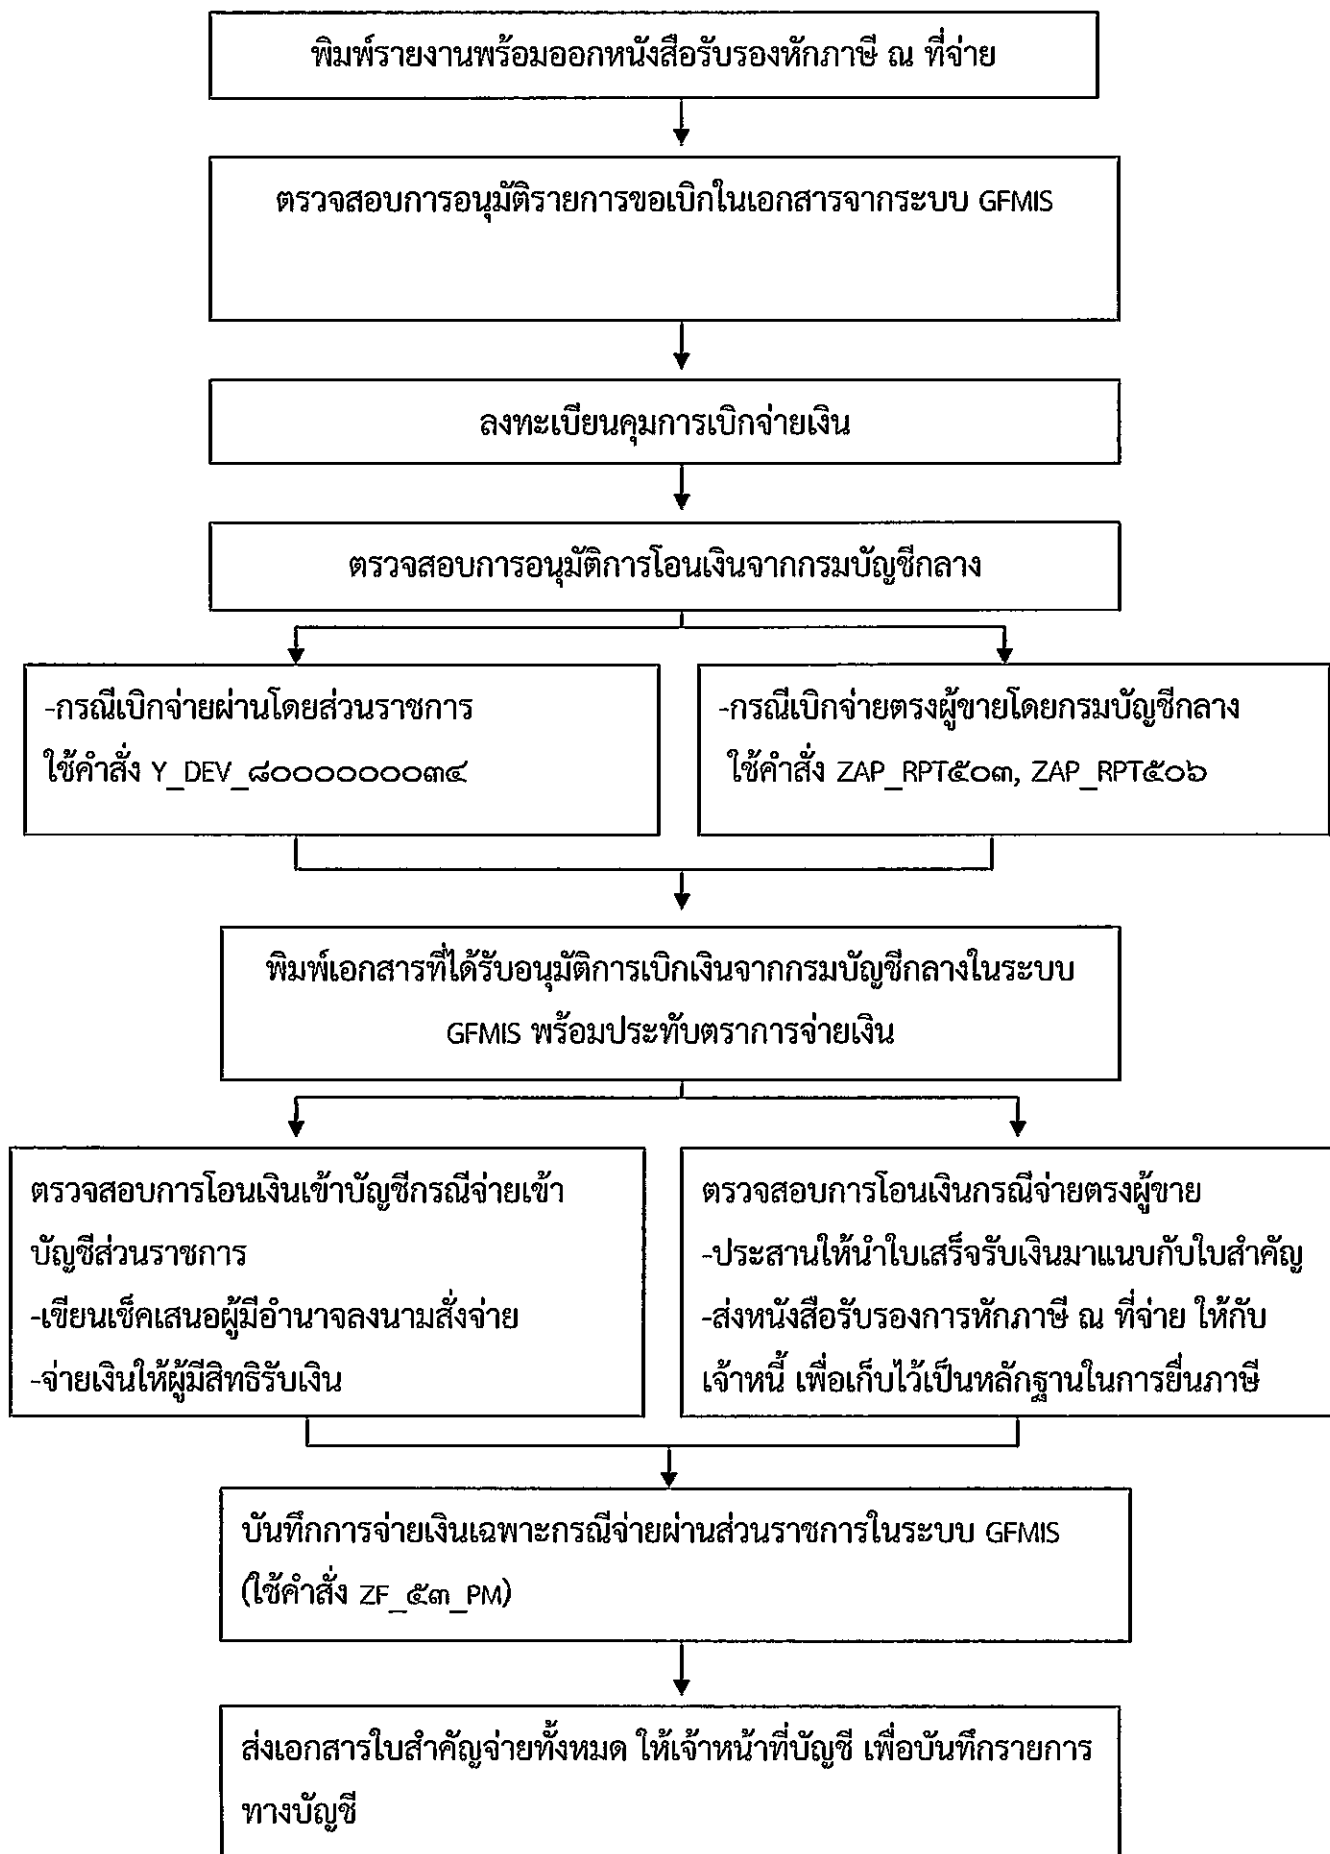 พิมพ์รายงานพร้อมออกหนังสือรับรองหักภาษี ณ ที่จ่าย
ตรวจสอบการอนุมัติรายการขอเบิกในเอกสารจากระบบ GFMIS
ลงทะเบียนคุมการเบิกจ่ายเงิน
ตรวจสอบการอนุมัติการโอนเงินจากกรมบัญชีกลาง
-กรณีเบิกจ่ายผ่านโดยส่วนราชการ
ใช้คำสั่ง Y_DEV_๘๐๐๐๐๐๐๐๓๔
-กรณีเบิกจ่ายตรงผู้ขายโดยกรมบัญชีกลาง
ใช้คำสั่ง ZAP_RPT๕๐๓, ZAP_RPT๕๐๖
พิมพ์เอกสารที่ได้รับอนุมัติการเบิกเงินจากกรมบัญชีกลางในระบบ
GFMIS พร้อมประทับตราการจ่ายเงิน
ตรวจสอบการโอนเงินเข้าบัญชีกรณีจ่ายเข้า
บัญชีส่วนราชการ
-เขียนเช็คเสนอผู้มีอำนาจลงนามสั่งจ่าย
-จ่ายเงินให้ผู้มีสิทธิรับเงิน
ตรวจสอบการโอนเงินกรณีจ่ายตรงผู้ขาย
-ประสานให้นำใบเสร็จรับเงินมาแนบกับใบสำคัญ
-ส่งหนังสือรับรองการหักภาษี ณ ที่จ่าย ให้กับ
เจ้าหนี้ เพื่อเก็บไว้เป็นหลักฐานในการยื่นภาษี
บันทึกการจ่ายเงินเฉพาะกรณีจ่ายผ่านส่วนราชการในระบบ GFMIS
(ใช้คำสั่ง ZF_๕๓_PM)
ส่งเอกสารใบสำคัญจ่ายทั้งหมด ให้เจ้าหน้าที่บัญชี เพื่อบันทึกรายการ
ทางบัญชี